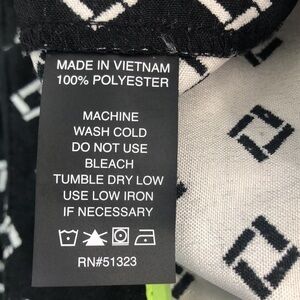 MADE IN VIETNAM
100% POLYESTER
MACHINE
WASH COLD
DO NOT USE
BLEACH
TUMBLE DRY LOW
USE LOW IRON
IF NECESSARY
RN#51323